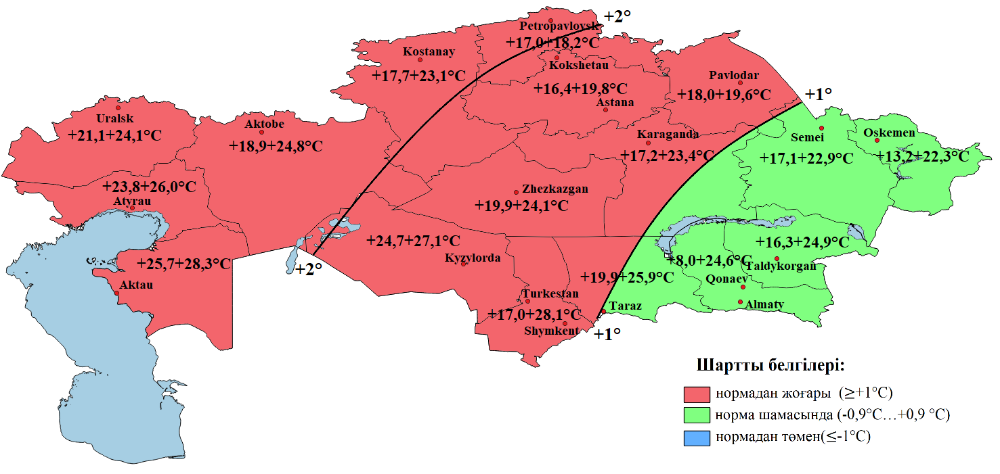 +2°
Petropavlovsk
+17,0+18,2°C
Kostanay
+17,7+23,1°C
Kokshetau
+16,4+19,8°C
Astana
Pavlodar
+18,0+19,6°C
+1°
Uralsk
+21,1+24,1°C
Aktobe
+18,9+24,8°C
Karaganda
+17,2+23,4°C
Semei
+17,1+22,9°C
Oskemen
+13,2+22,3°C
+23,8+26,0°C
Atyrau
Zhezkazgan
+19,9+24,1°C
+24,7+27,1°C
Kyzylorda
+16,3+24,9°C
Taldykorgan
+8,0+24,6°C
Qonaev
+25,7+28,3°C
Aktau
+2°
+19,9+25,9°C
Turkestan
+17,0+28,1°C
Shymkent
Taraz
Almaty
+1°
Шартты белгілері:
нормадан жоғары (≥+1°C)
норма шамасында (-0,9°C…+0,9 °C)
нормадан төмен(≤-1°C)